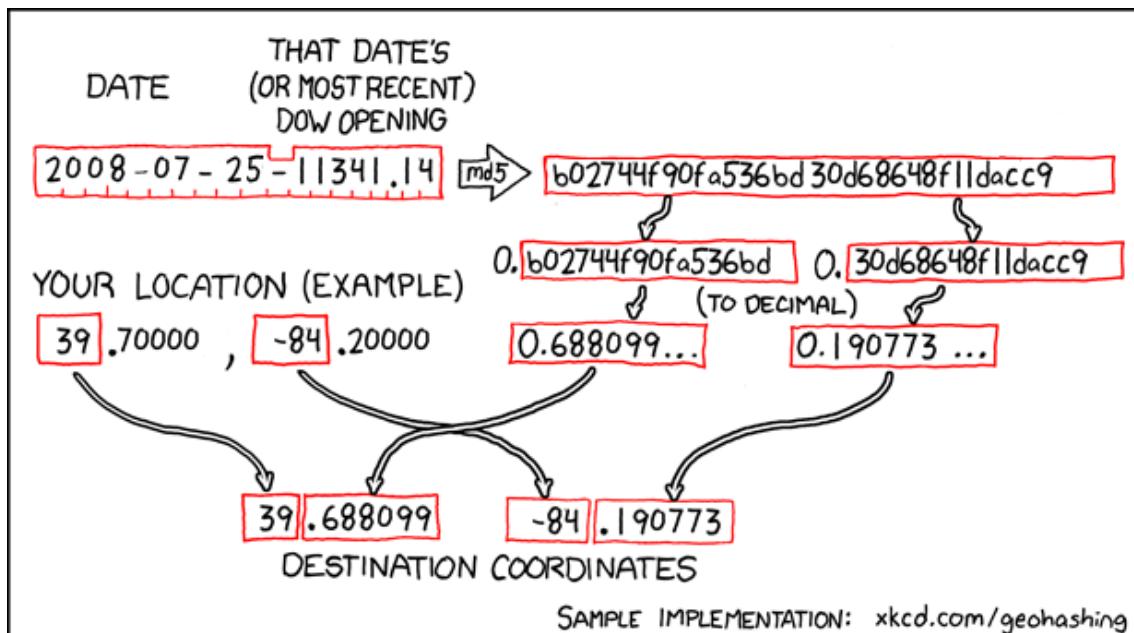 DATE
THAT DATE'S
(OR MOST RECENT)
DOW OPENING
2008-07-25-11341.14
md5
b02744f90fa536bd30d68648f11dacc9
0.b02744f90fa536bd
0.30d68648f11dacc9
(TO DECIMAL)
YOUR LOCATION (EXAMPLE)
39.70000, -84.20000
0.688099...
0.190773...
39.688099
-84.190773
DESTINATION COORDINATES
SAMPLE IMPLEMENTATION: xkcd.com/geohashing